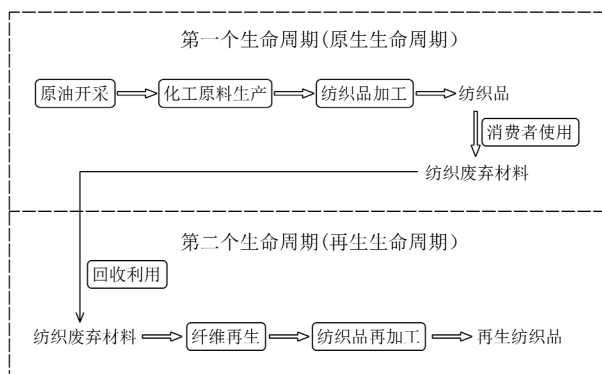 第一个生命周期(原生生命周期)
原油开采 化工原料生产 纺织品加工 纺织品
消费者使用
纺织废弃材料
第二个生命周期(再生生命周期)
回收利用
纺织废弃材料 纤维再生 纺织品再加工 再生纺织品